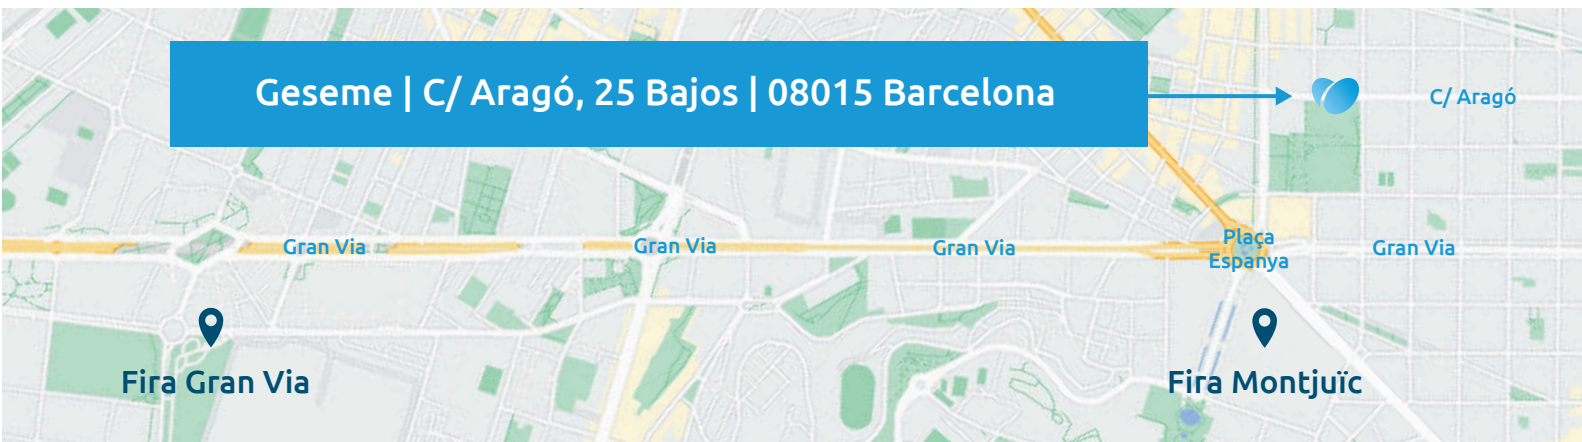 Geseme | C/ Aragó, 25 Bajos | 08015 Barcelona
C/ Aragó
Gran Via
Gran Via
Gran Via
Plaça
Espanya
Gran Via
Fira Gran Via
Fira Montjuïc